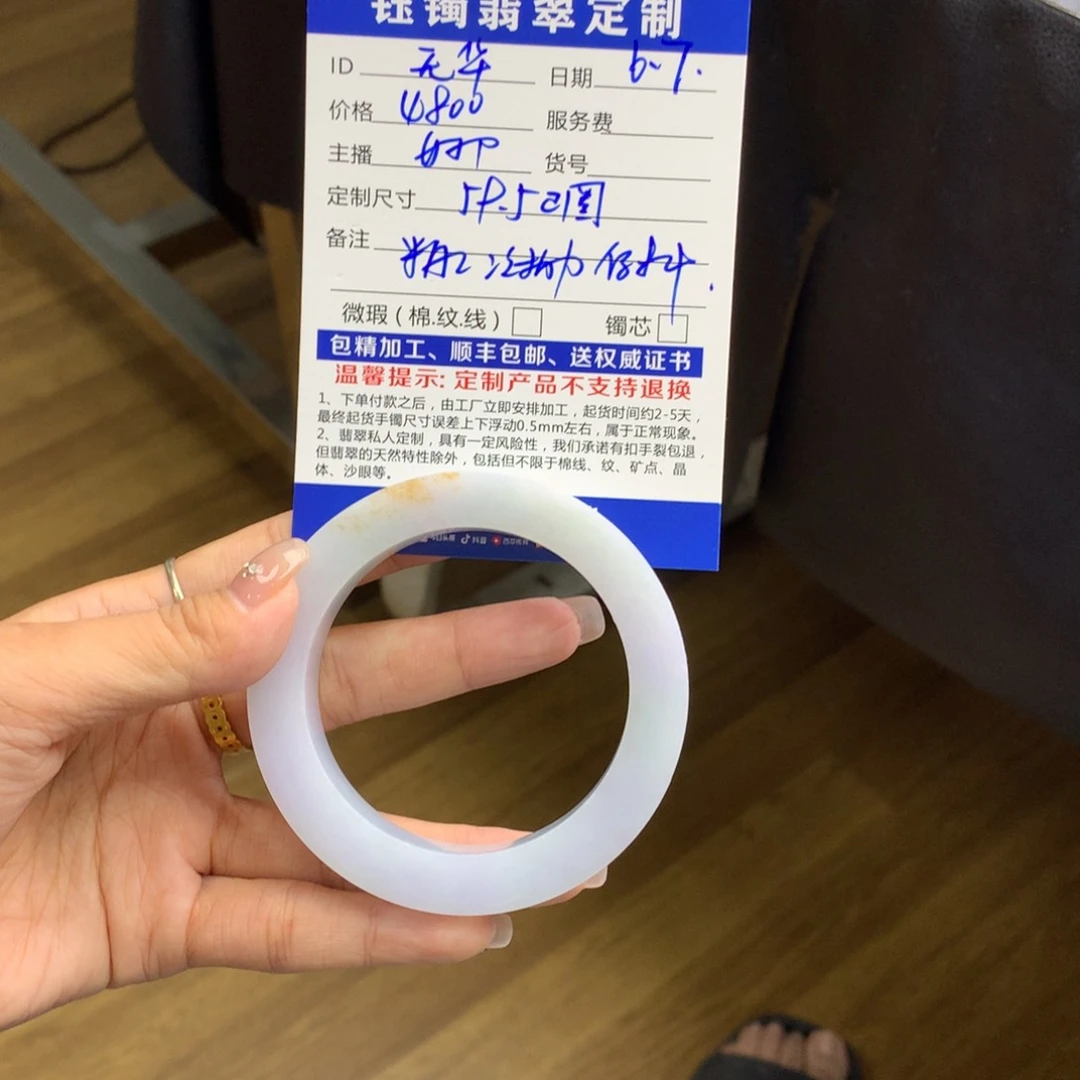 钰镯翡翠定制
ID 无华 日期 6.7.
价格 4800 服务费
主播 货号
定制尺寸 58.5 圆
备注
微瑕(棉.纹.线) 镯芯
包精加工、顺丰包邮、送权威证书
温馨提示:定制产品不支持退换
1、下单付款之后,由工厂立即安排加工,起货时间约2-5天,
最终起货手镯尺寸误差上下浮动0.5mm左右,属于正常现象。
2、翡翠私人定制,具有一定风险性,我们承诺有扣手裂包退,
但翡翠的天然特性除外,包括但不限于棉线、纹、矿点、晶
体、沙眼等。
抖音